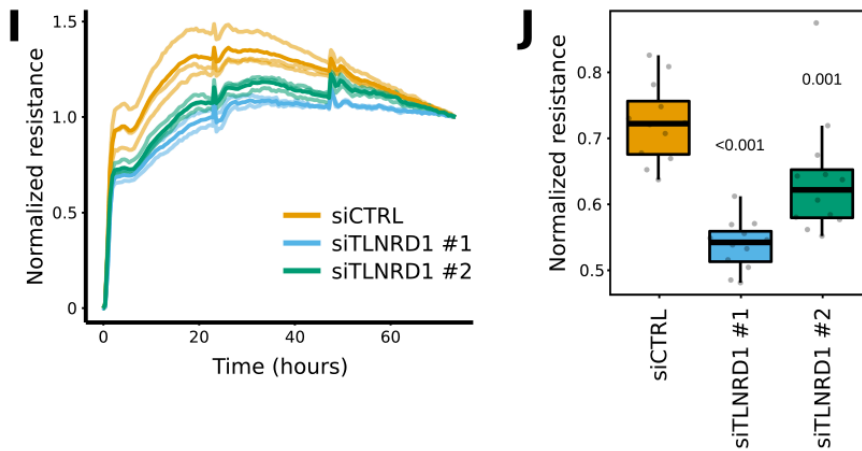 I
Normalized resistance
1.5
1.0
0.5
0
0
20
40
60
Time (hours)
siCTRL
siTLNRD1 #1
siTLNRD1 #2
J
Normalized resistance
0.8
0.7
0.6
0.5
<0.001
0.001
siCTRL
siTLNRD1 #1
siTLNRD1 #2